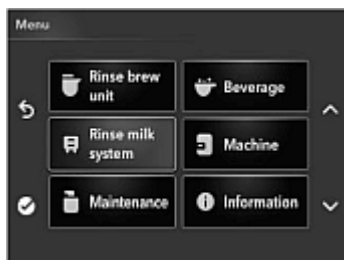 Menu
Rinse brew
unit
Beverage
Rinse milk
system
Machine
Maintenance
Information